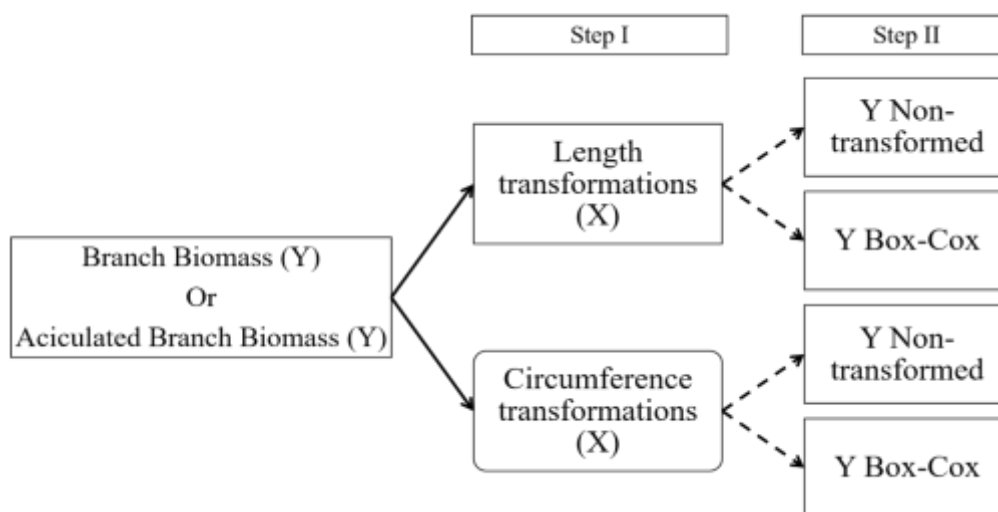 Step I
Step II
Branch Biomass (Y)
Or
Aciculated Branch Biomass (Y)
Length
transformations
(X)
Y Non-
transformed
Y Box-Cox
Circumference
transformations
(X)
Y Non-
transformed
Y Box-Cox